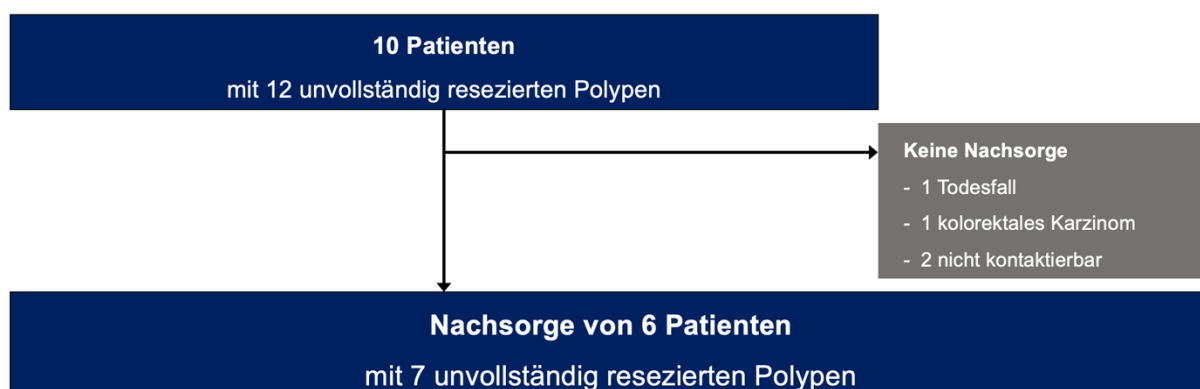 10 Patienten
mit 12 unvollständig resezierten Polypen
Keine Nachsorge
- 1 Todesfall
- 1 kolorektales Karzinom
- 2 nicht kontaktierbar
Nachsorge von 6 Patienten
mit 7 unvollständig resezierten Polypen